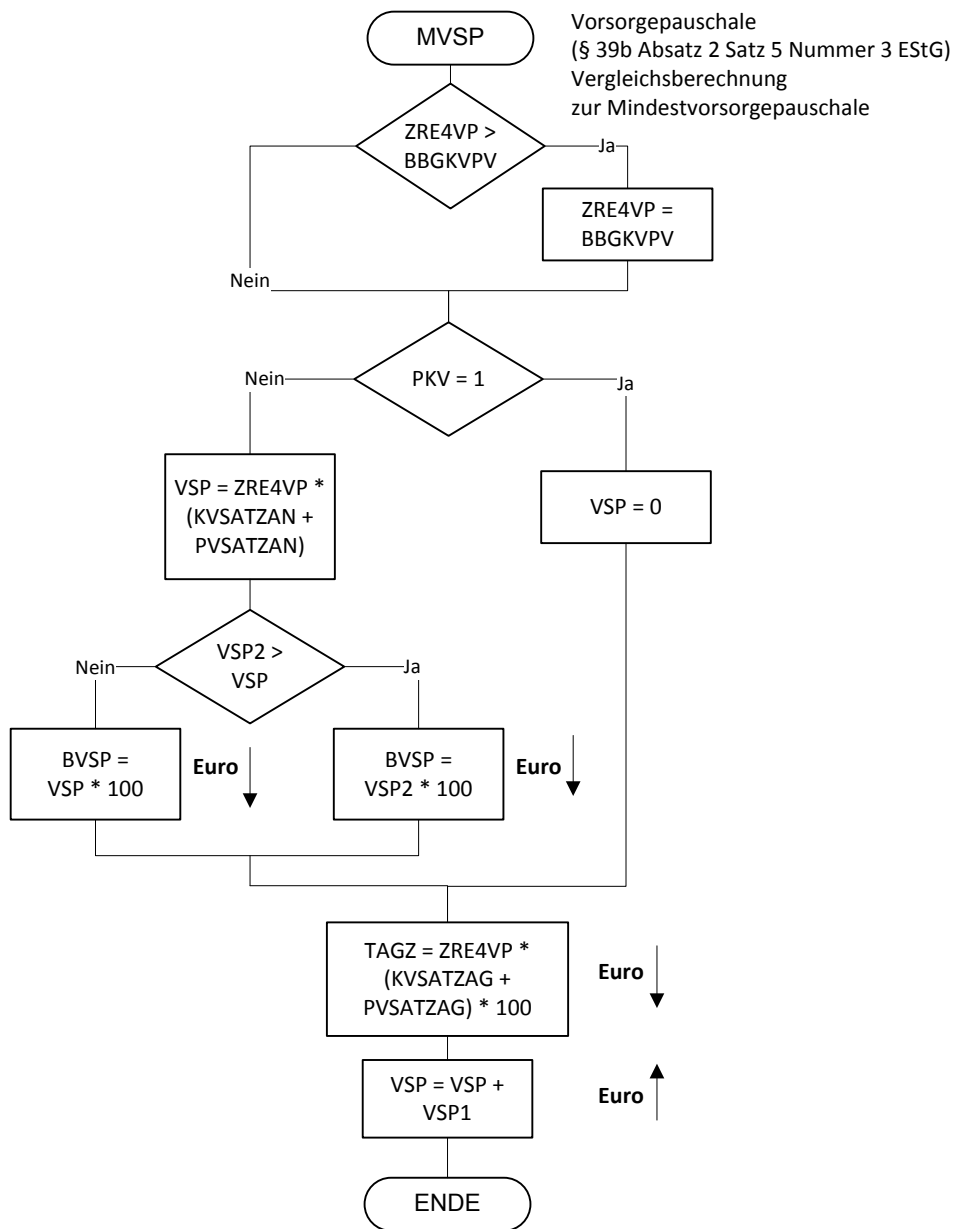 MVSP
Vorsorgepauschale
(§ 39b Absatz 2 Satz 5 Nummer 3 EStG)
Vergleichsberechnung
zur Mindestvorsorgepauschale
ZRE4VP >
BBGKVPV
Ja
ZRE4VP =
BBGKVPV
Nein
PKV = 1
Nein
Ja
VSP = ZRE4VP *
(KVSATZAN +
PVSATZAN)
VSP = 0
VSP2 >
VSP
Nein
Ja
BVSP =
VSP * 100
Euro
BVSP =
VSP2 * 100
Euro
TAGZ = ZRE4VP *
(KVSATZAG +
PVSATZAG) * 100
Euro
VSP = VSP +
VSP1
Euro
ENDE